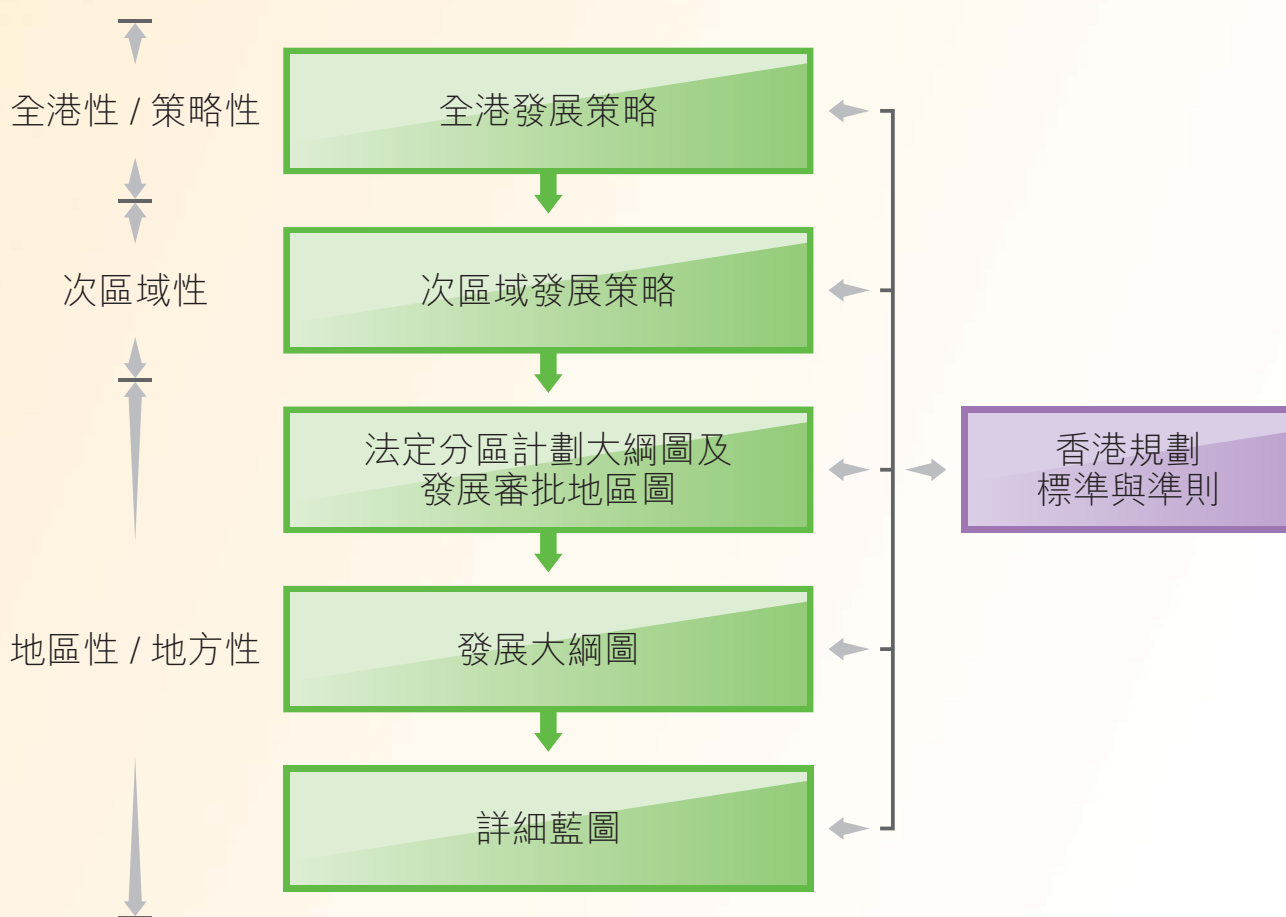 全港性 / 策略性
全港發展策略
次區域性
次區域發展策略
法定分區計劃大綱圖及
發展審批地區圖
香港規劃
標準與準則
地區性 / 地方性
發展大綱圖
詳細藍圖